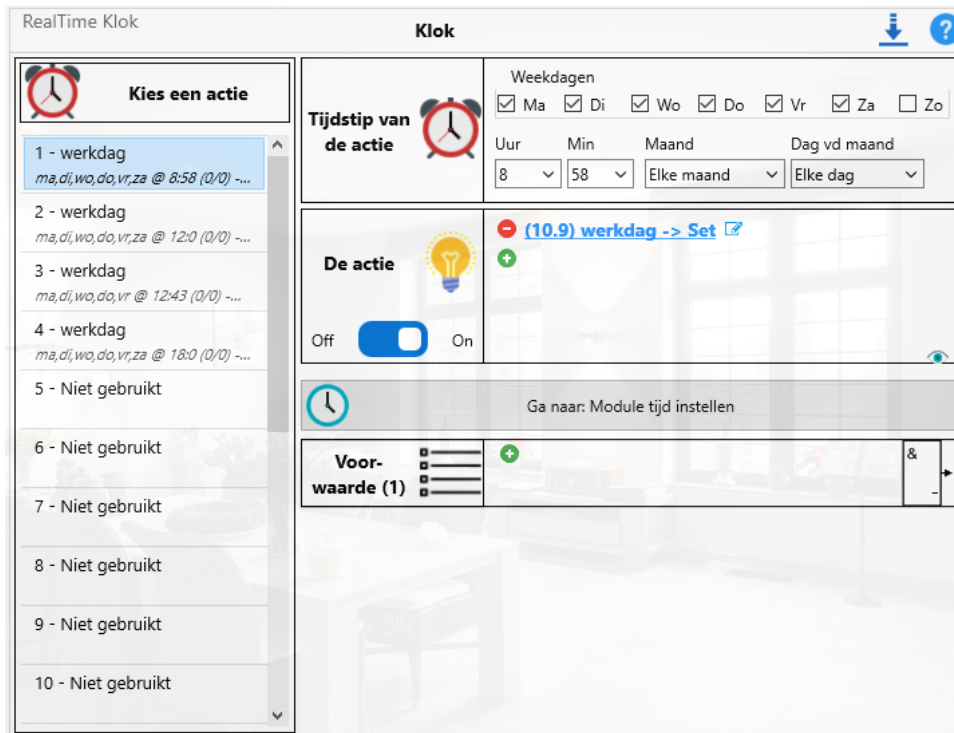 RealTime Klok
Klok
?
Kies een actie
1 - werkdag
ma,di,wo,do,vr,za @ 8:58 (0/0) -...
2 - werkdag
ma,di,wo,do,vr,za @ 12:0 (0/0) -...
3 - werkdag
ma,di,wo,do,vr @ 12:43 (0/0) -...
4 - werkdag
ma,di,wo,do,vr,za @ 18:0 (0/0) -...
5 - Niet gebruikt
6 - Niet gebruikt
7 - Niet gebruikt
8 - Niet gebruikt
9 - Niet gebruikt
10 - Niet gebruikt
Tijdstip van
de actie
Weekdagen
Ma Di Wo Do Vr Za Zo
Uur Min Maand Dag vd maand
8 58 Elke maand Elke dag
De actie
Off On
(10.9) werkdag -> Set
Ga naar: Module tijd instellen
Voor-
waarde (1)
&
-